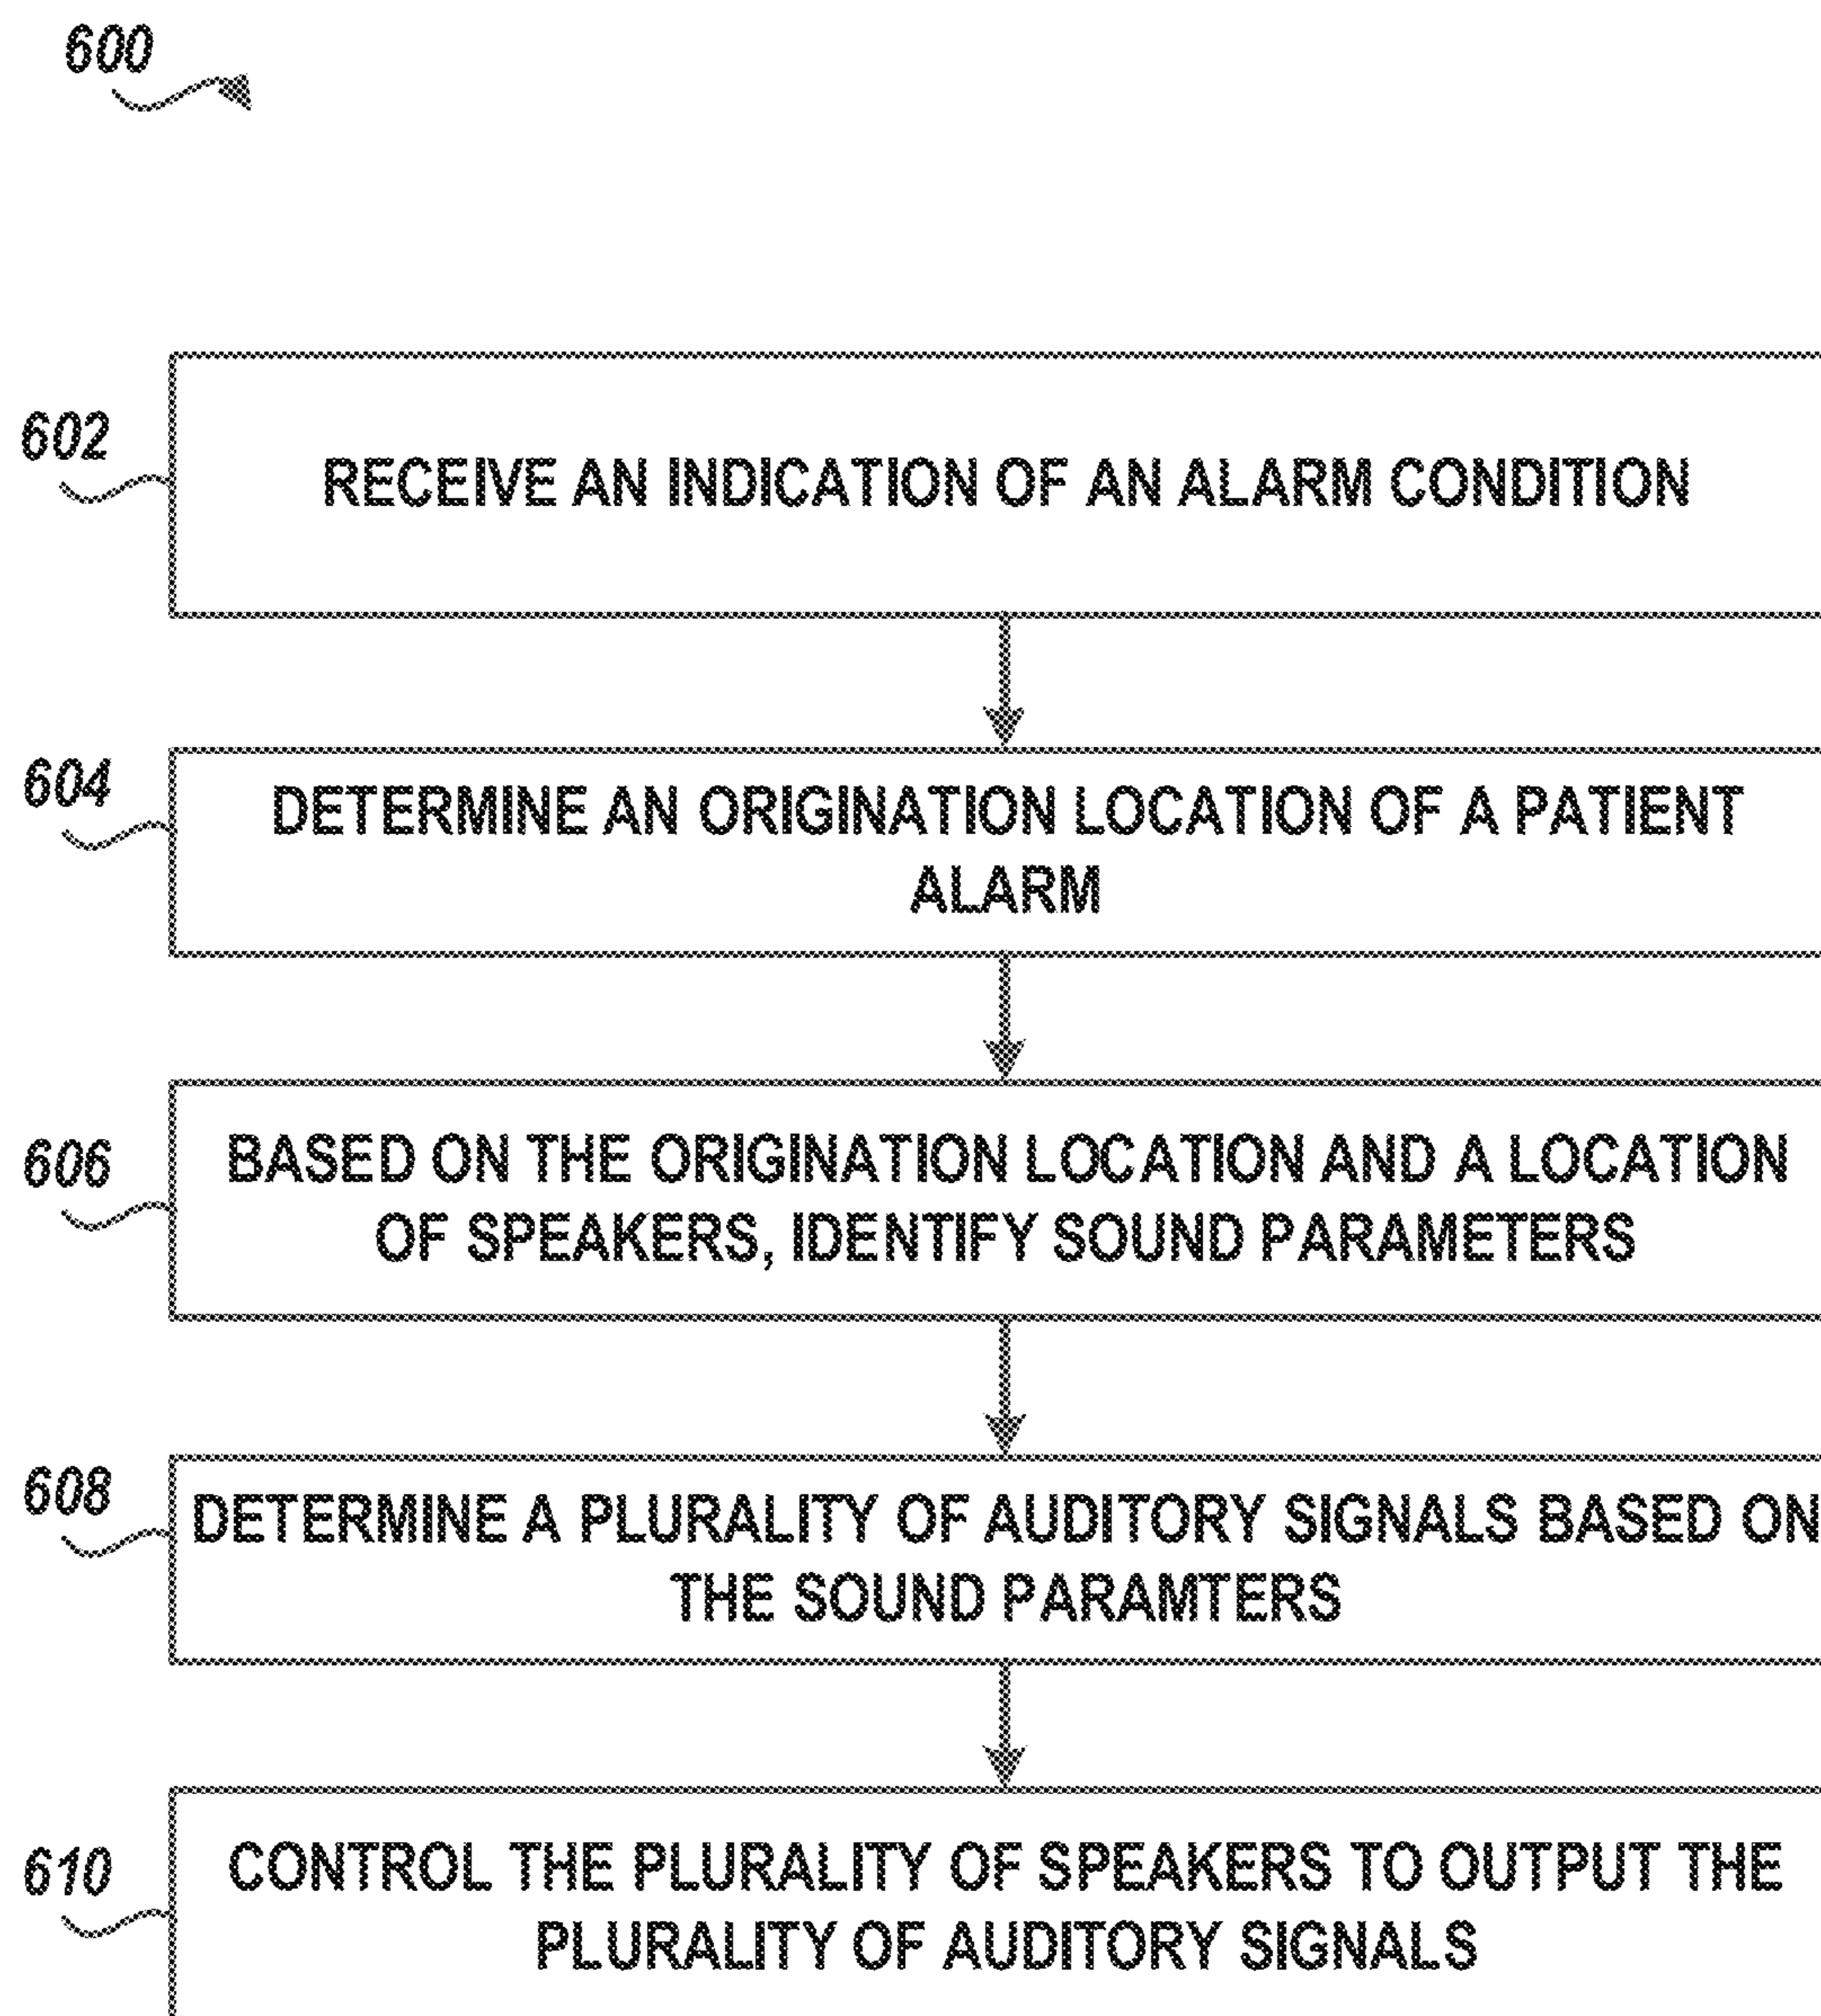 600
602
RECEIVE AN INDICATION OF AN ALARM CONDITION
604
DETERMINE AN ORIGINATION LOCATION OF A PATIENT
ALARM
606
BASED ON THE ORIGINATION LOCATION AND A LOCATION
OF SPEAKERS, IDENTIFY SOUND PARAMETERS
608
DETERMINE A PLURALITY OF AUDITORY SIGNALS BASED ON
THE SOUND PARAMTERS
610
CONTROL THE PLURALITY OF SPEAKERS TO OUTPUT THE
PLURALITY OF AUDITORY SIGNALS